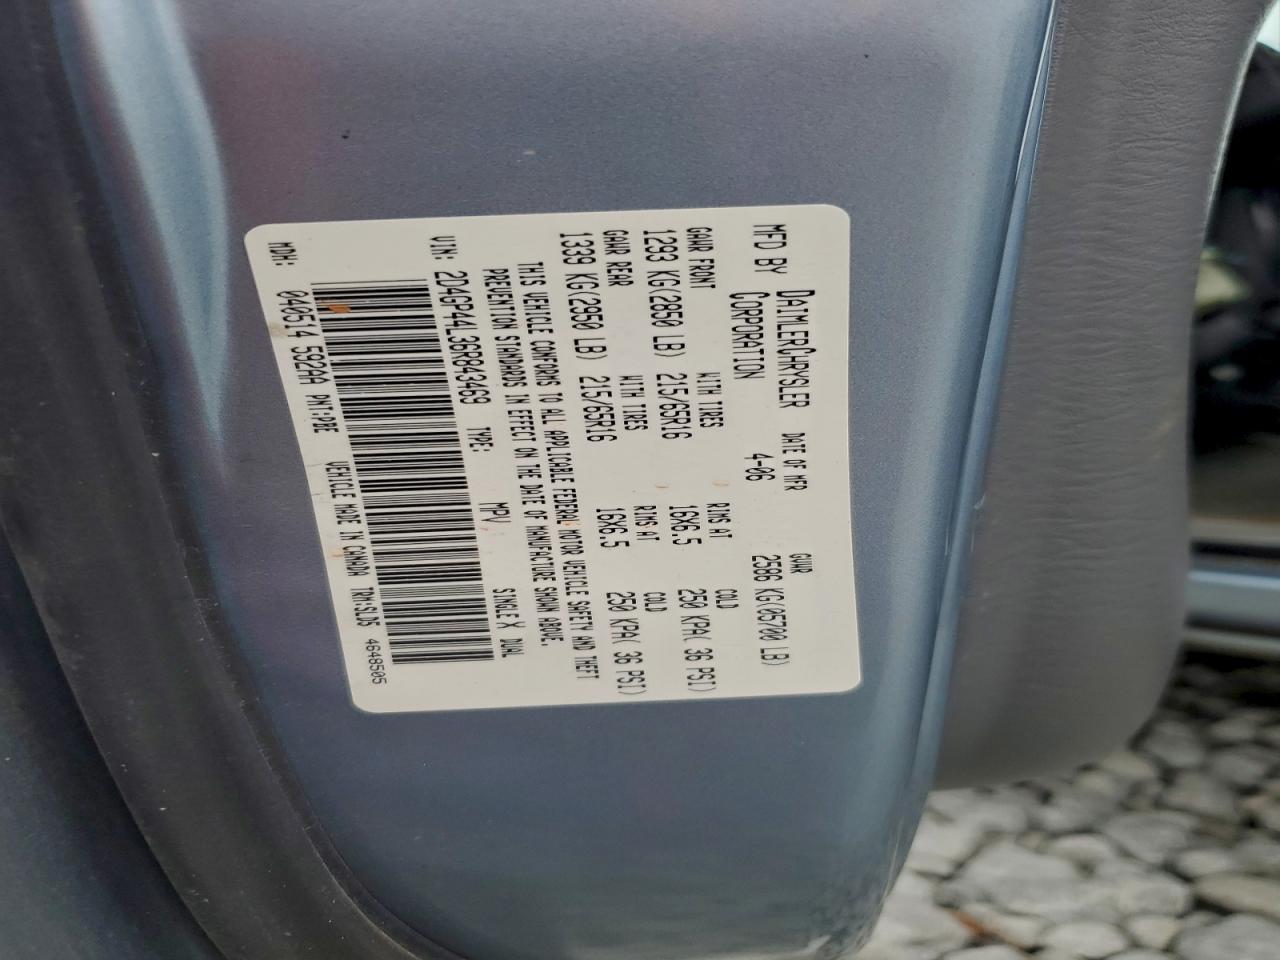 MFD BY DAIMLERCHRYSLER CORPORATION
DATE OF MFR 4-06
GVWR 2586 KG(05700 LB)
GAWR FRONT WITH TIRES RIMS AT COLD
1293 KG(2850 LB) 215/65R16 16X6.5 250 KPA( 36 PSI)
GAWR REAR WITH TIRES RIMS AT COLD
1339 KG(2950 LB) 215/65R16 16X6.5 250 KPA( 36 PSI)
THIS VEHICLE CONFORMS TO ALL APPLICABLE FEDERAL MOTOR VEHICLE SAFETY AND THEFT
PREVENTION STANDARDS IN EFFECT ON THE DATE OF MANUFACTURE SHOWN ABOVE.
VIN: 2D4GP44L36R843469 TYPE: MPV SINGLE X DUAL
MDH: 040514 592AA PNT:PBE VEHICLE MADE IN CANADA TRM:SLD5 4648505